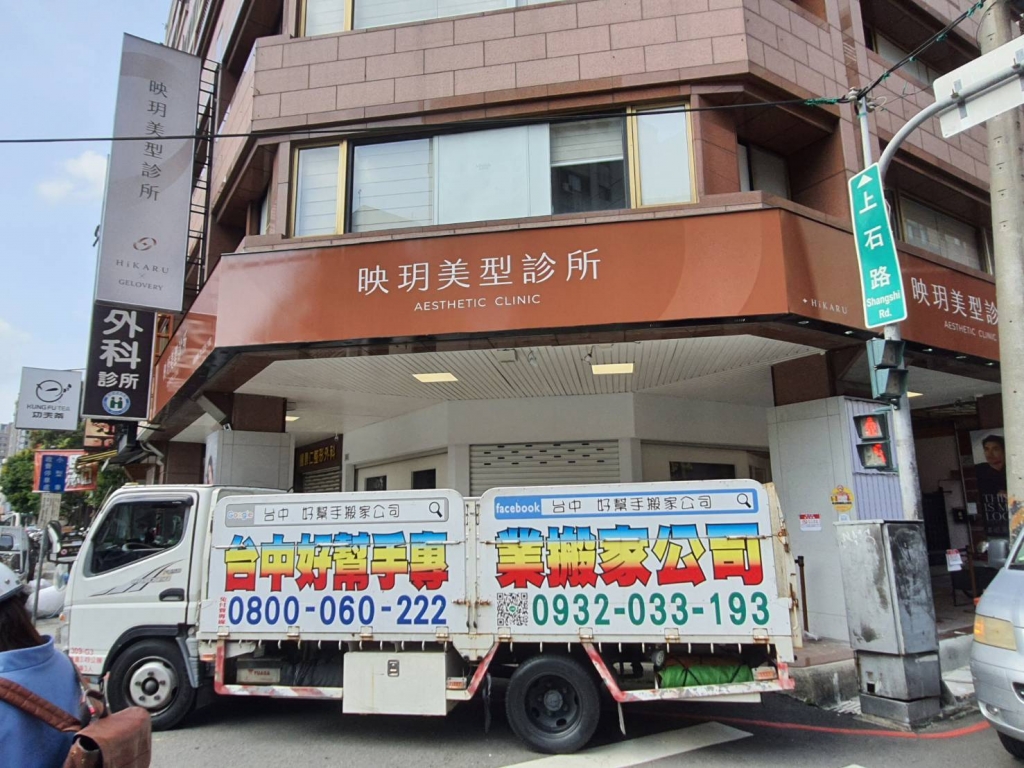 映玥美型診所
HiKARU
×
GELOVERY
外科
診所
KUNG FU TEA
功夫茶
映玥美型診所
AESTHETIC CLINIC
HiKARU
映玥美型診
AESTHETIC CLINIC
上石路
Shangshi
Rd.
Google 台中 好幫手搬家公司
facebook 台中 好幫手搬家公司
台中好幫手專業搬家公司
0800-060-222
0932-033-193